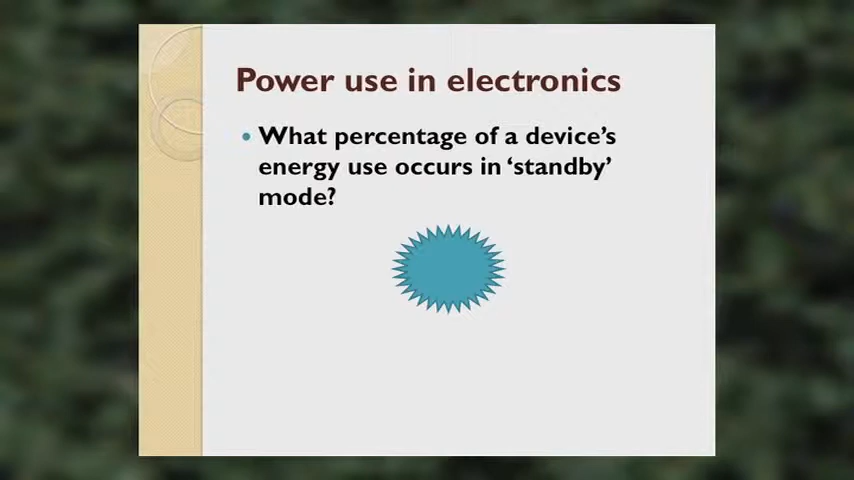 Power use in electronics
• What percentage of a device’s
energy use occurs in ‘standby’
mode?